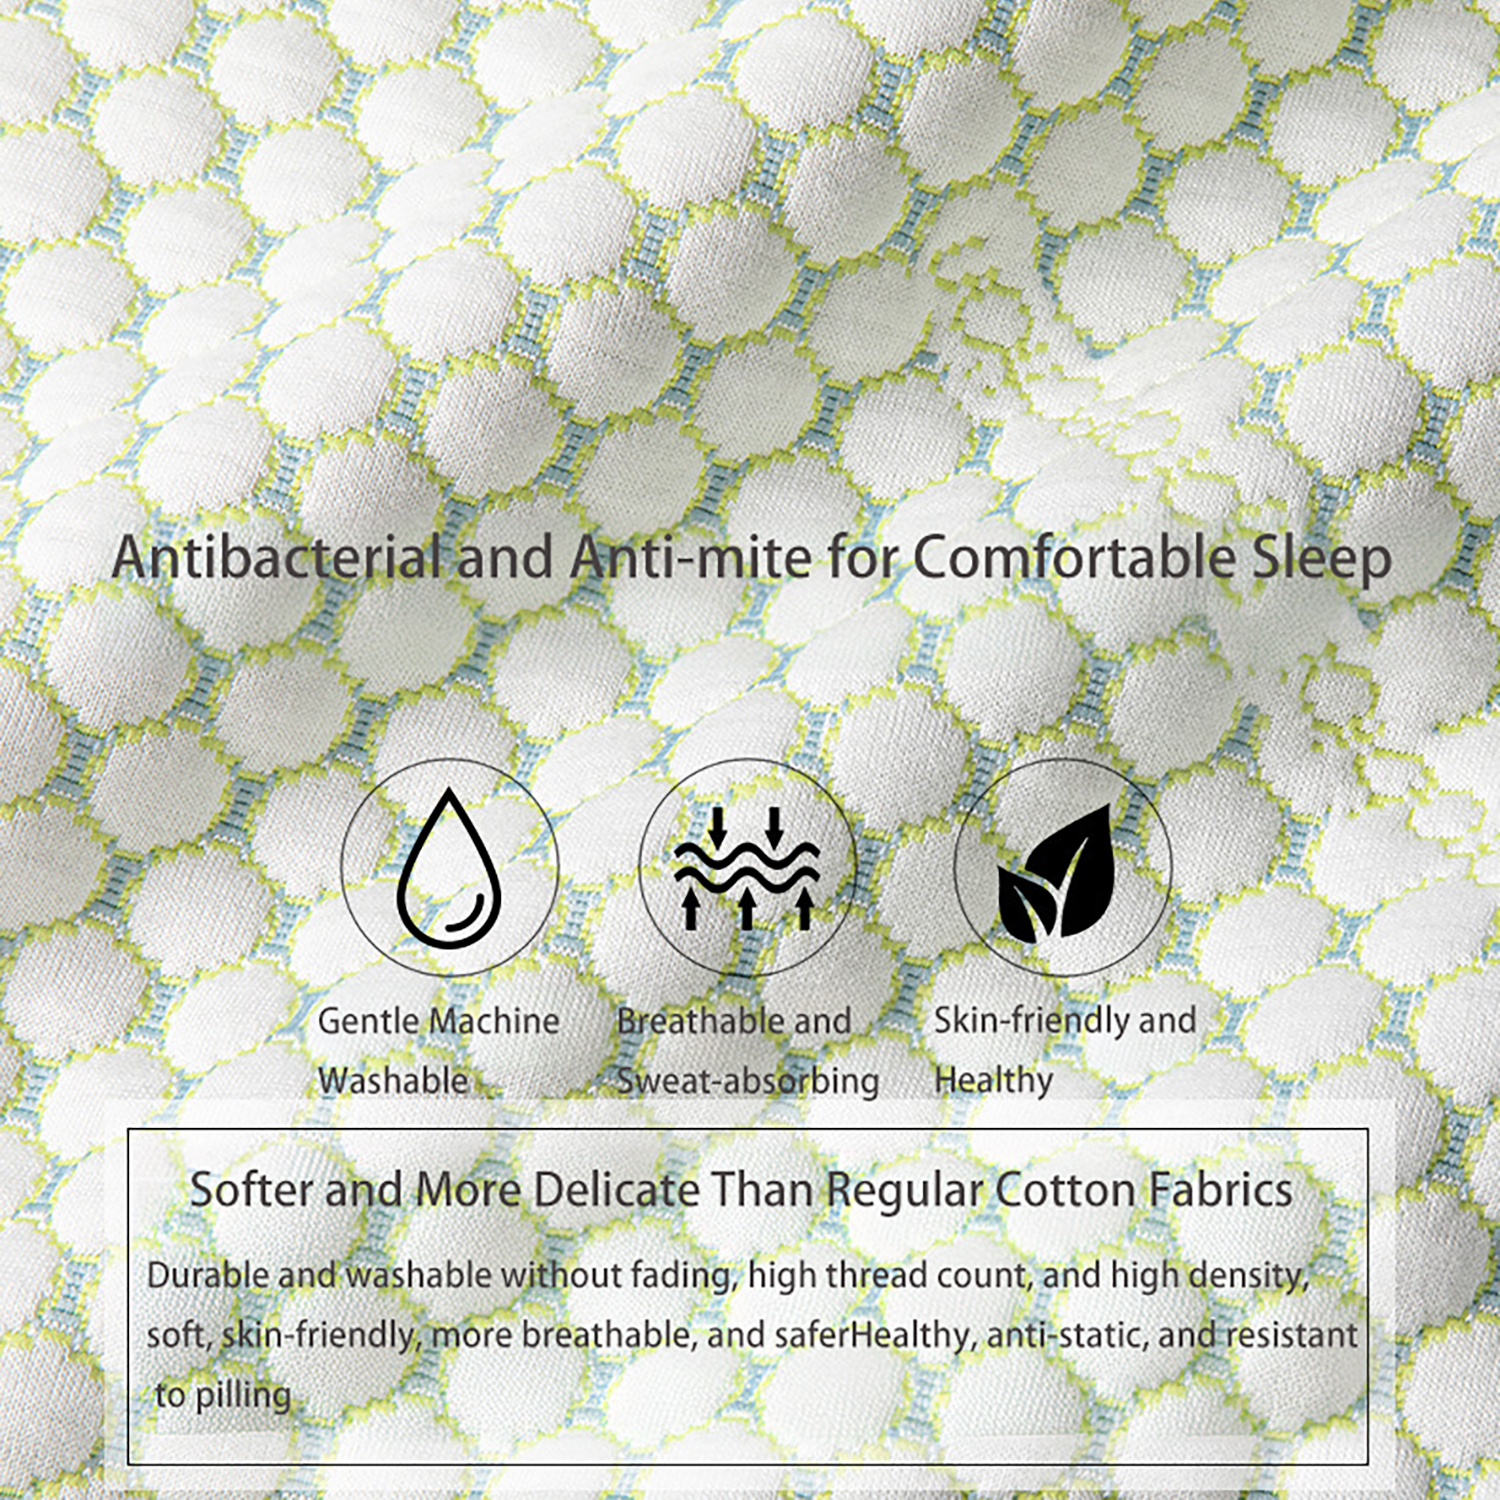 Antibacterial and Anti-mite for Comfortable Sleep
Gentle Machine
Washable
Breathable and
Sweat-absorbing
Skin-friendly and
Healthy
Softer and More Delicate Than Regular Cotton Fabrics
Durable and washable without fading, high thread count, and high density,
soft, skin-friendly, more breathable, and saferHealthy, anti-static, and resistant
to pilling